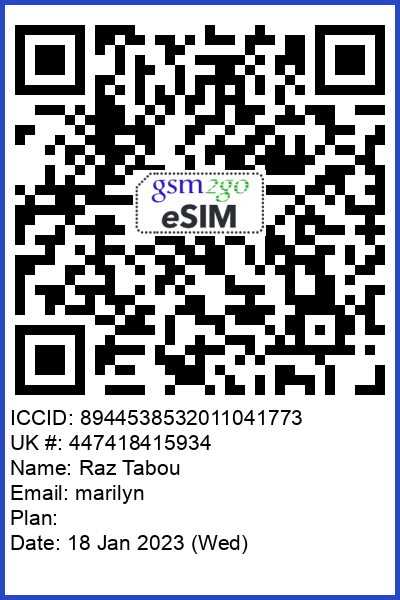 gsm2go
eSIM
ICCID: 8944538532011041773
UK #: 447418415934
Name: Raz Tabou
Email: marilyn
Plan:
Date: 18 Jan 2023 (Wed)